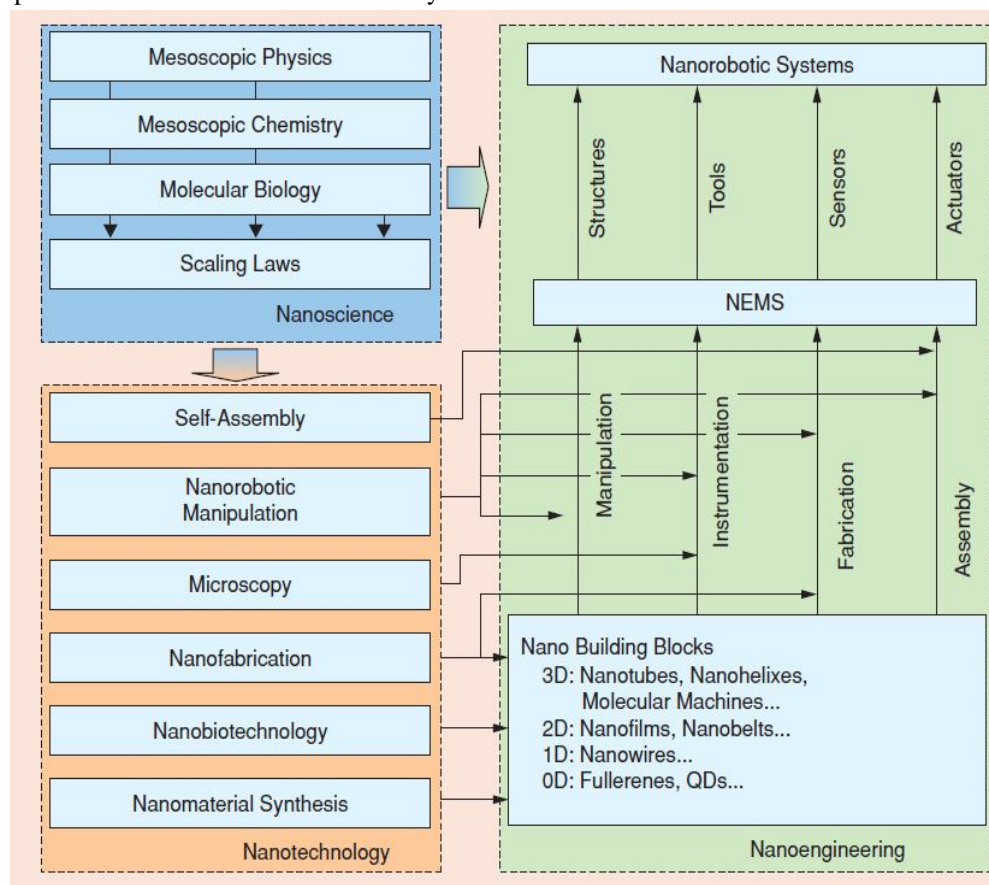 Mesoscopic Physics
Mesoscopic Chemistry
Molecular Biology
Scaling Laws
Nanoscience
Self-Assembly
Nanorobotic
Manipulation
Microscopy
Nanofabrication
Nanobiotechnology
Nanomaterial Synthesis
Nanotechnology
Nanorobotic Systems
Structures
Tools
Sensors
Actuators
NEMS
Manipulation
Instrumentation
Fabrication
Assembly
Nano Building Blocks
3D: Nanotubes, Nanohelixes,
Molecular Machines...
2D: Nanofilms, Nanobelts...
1D: Nanowires...
0D: Fullerenes, QDs...
Nanoengineering